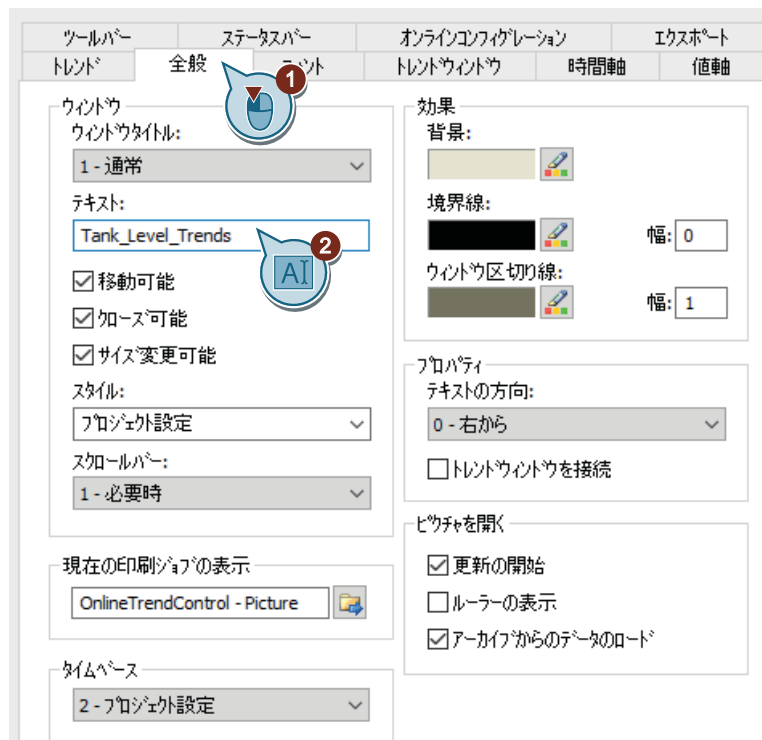 ツールバー ステータスバー オンラインコンフィグレーション エクスポート
トレンド 全般 トレンドウィンドウ 時間軸 値軸
1
ウィンドウ
ウィンドウタイトル:
1 - 通常
テキスト:
Tank_Level_Trends
2
AI
移動可能
クローズ可能
サイズ変更可能
スタイル:
プロジェクト設定
スクロールバー:
1 - 必要時
現在の印刷ジョブの表示
OnlineTrendControl - Picture
タイムベース
2 - プロジェクト設定
効果
背景:
境界線:
幅: 0
ウィンドウ区切り線:
幅: 1
プロパティ
テキストの方向:
0 - 右から
トレンドウィンドウを接続
ピクチャを開く
更新の開始
ルーラーの表示
アーカイブからのデータのロード